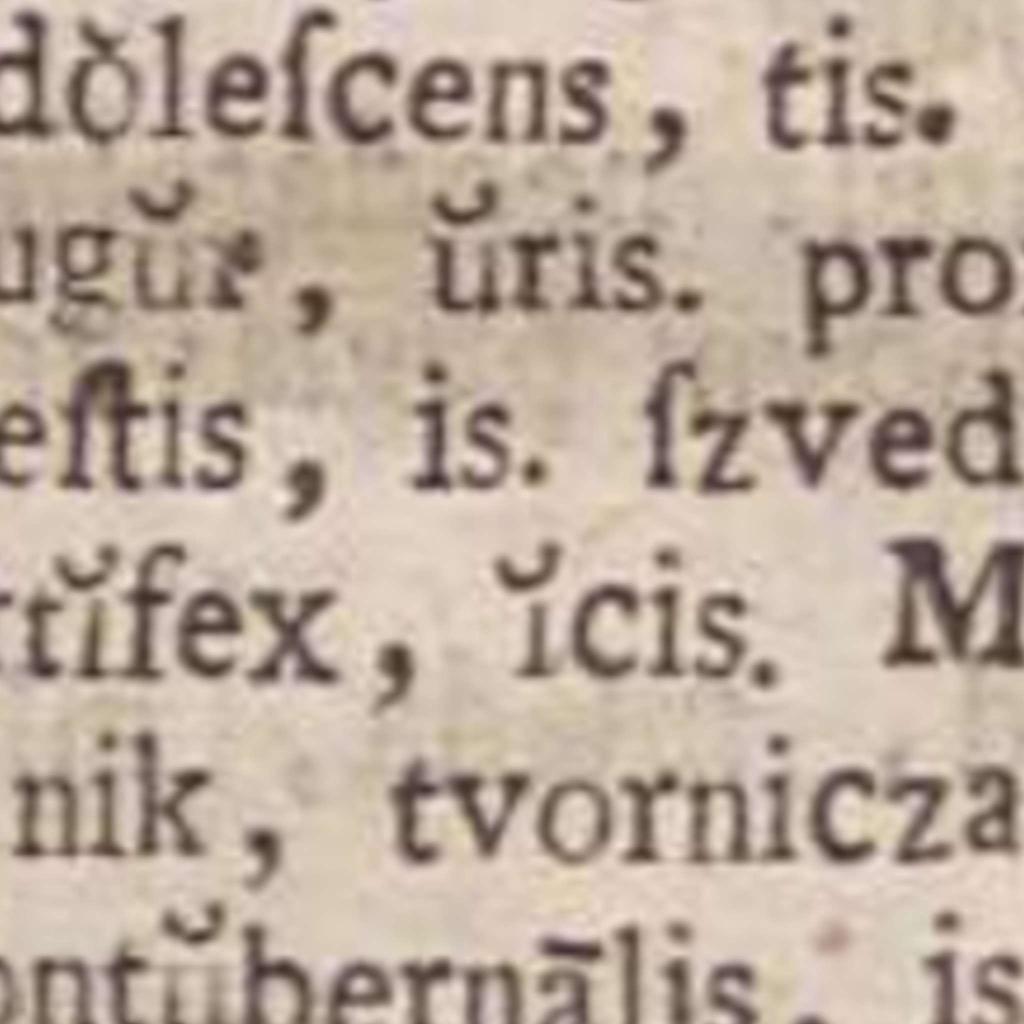 dŏleſcens, tis.
ugŭr, ŭris. pro
eſtis, is. ſzved
tĭfex, ĭcis. M
nik, tvornicza
ontŭbernālis, is